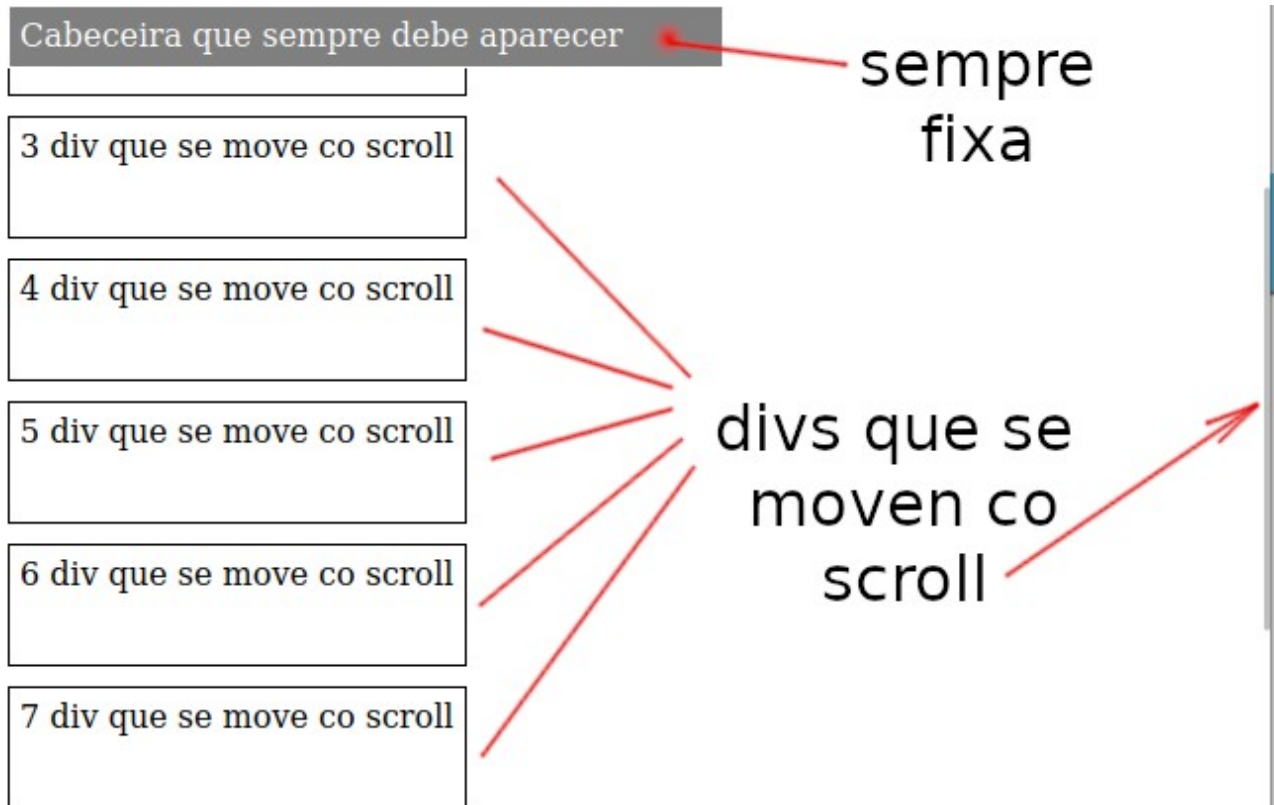 Cabeceira que sempre debe aparecer
sempre
fixa
3 div que se move co scroll
4 div que se move co scroll
5 div que se move co scroll
divs que se
moven co
scroll
6 div que se move co scroll
7 div que se move co scroll